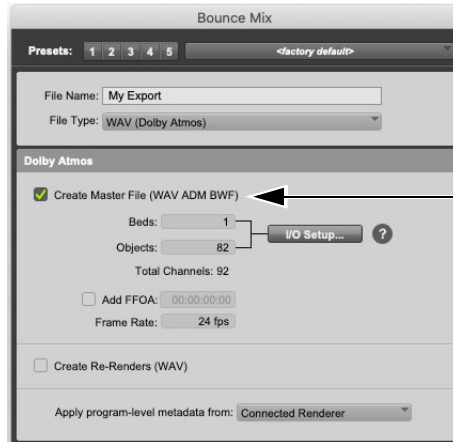 Bounce Mix
Presets: 1 2 3 4 5 <factory default>
File Name: My Export
File Type: WAV (Dolby Atmos)
Dolby Atmos
Create Master File (WAV ADM BWF)
Beds: 1
I/O Setup... ?
Objects: 82
Total Channels: 92
Add FFOA: 00:00:00:00
Frame Rate: 24 fps
Create Re-Renders (WAV)
Apply program-level metadata from: Connected Renderer